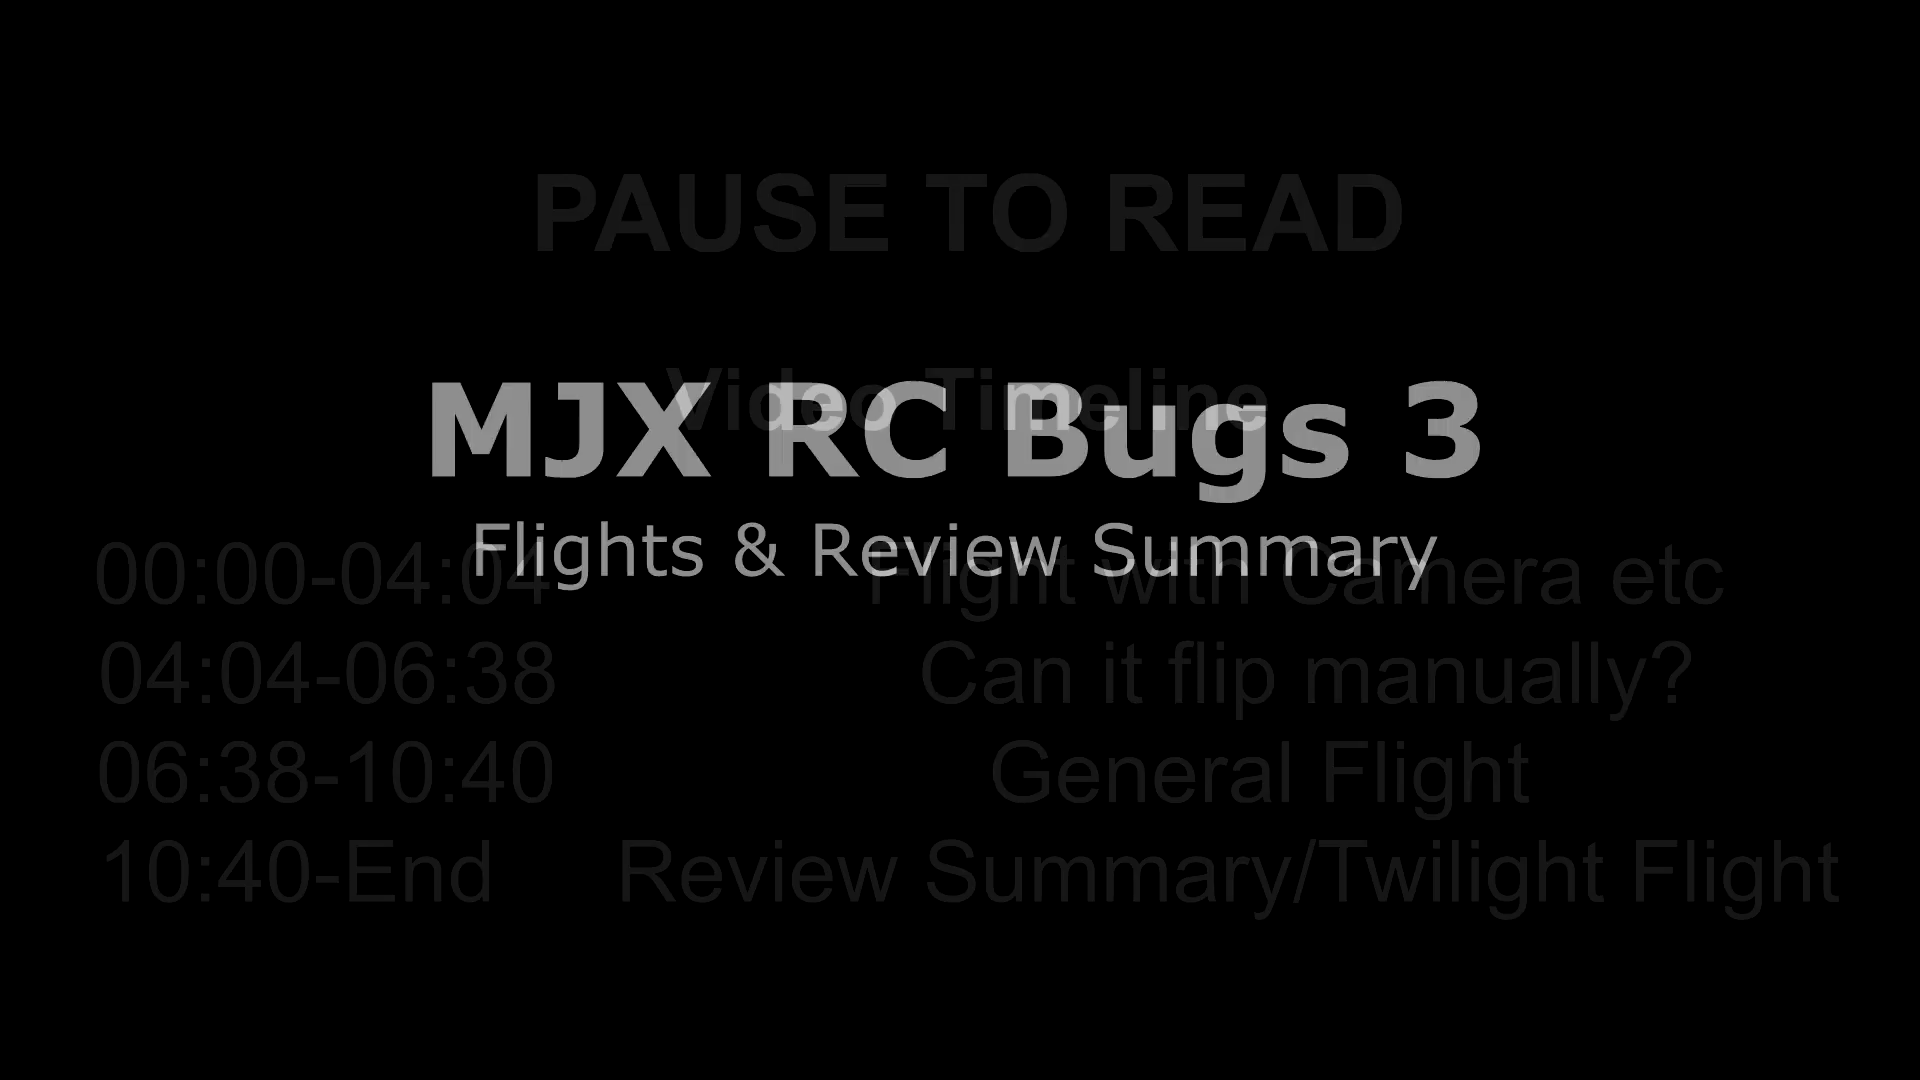 PAUSE TO READ
Video Timeline
MJX RC Bugs 3
Flights & Review Summary
00:00-04:04 Flight with Camera etc
04:04-06:38 Can it flip manually?
06:38-10:40 General Flight
10:40-End Review Summary/Twilight Flight